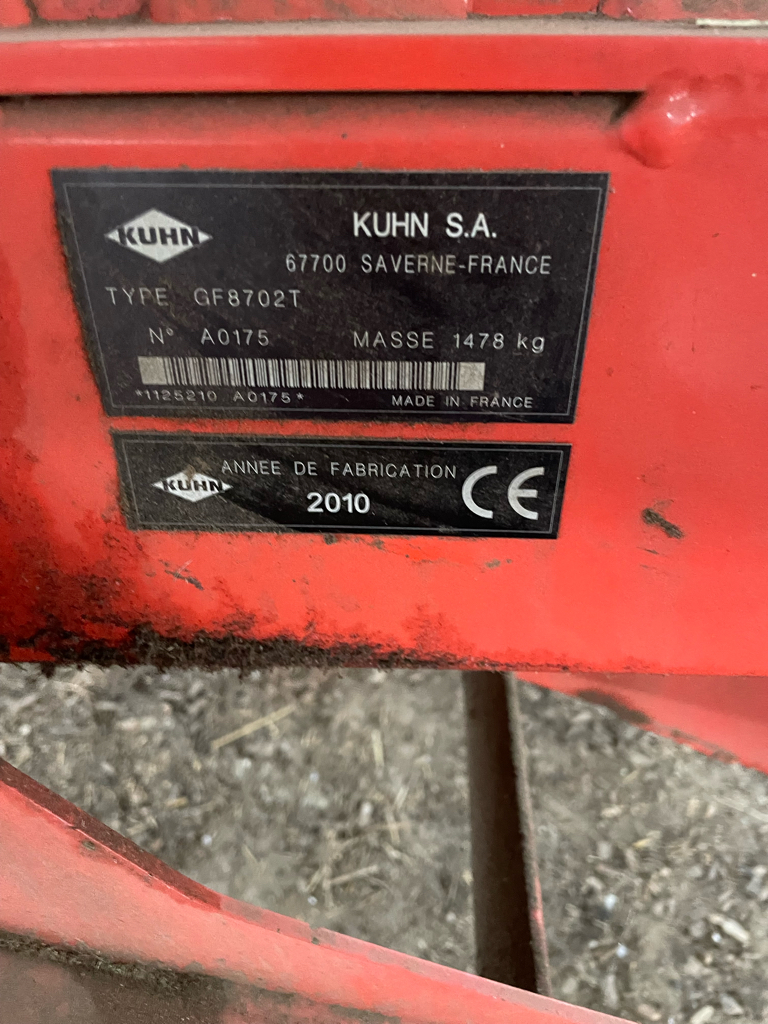 KUHN
KUHN S.A.
67700 SAVERNE-FRANCE
TYPE GF8702T
N° A0175 MASSE 1478 kg
*1125210 A0175* MADE IN FRANCE
KUHN
ANNEE DE FABRICATION
2010
CE